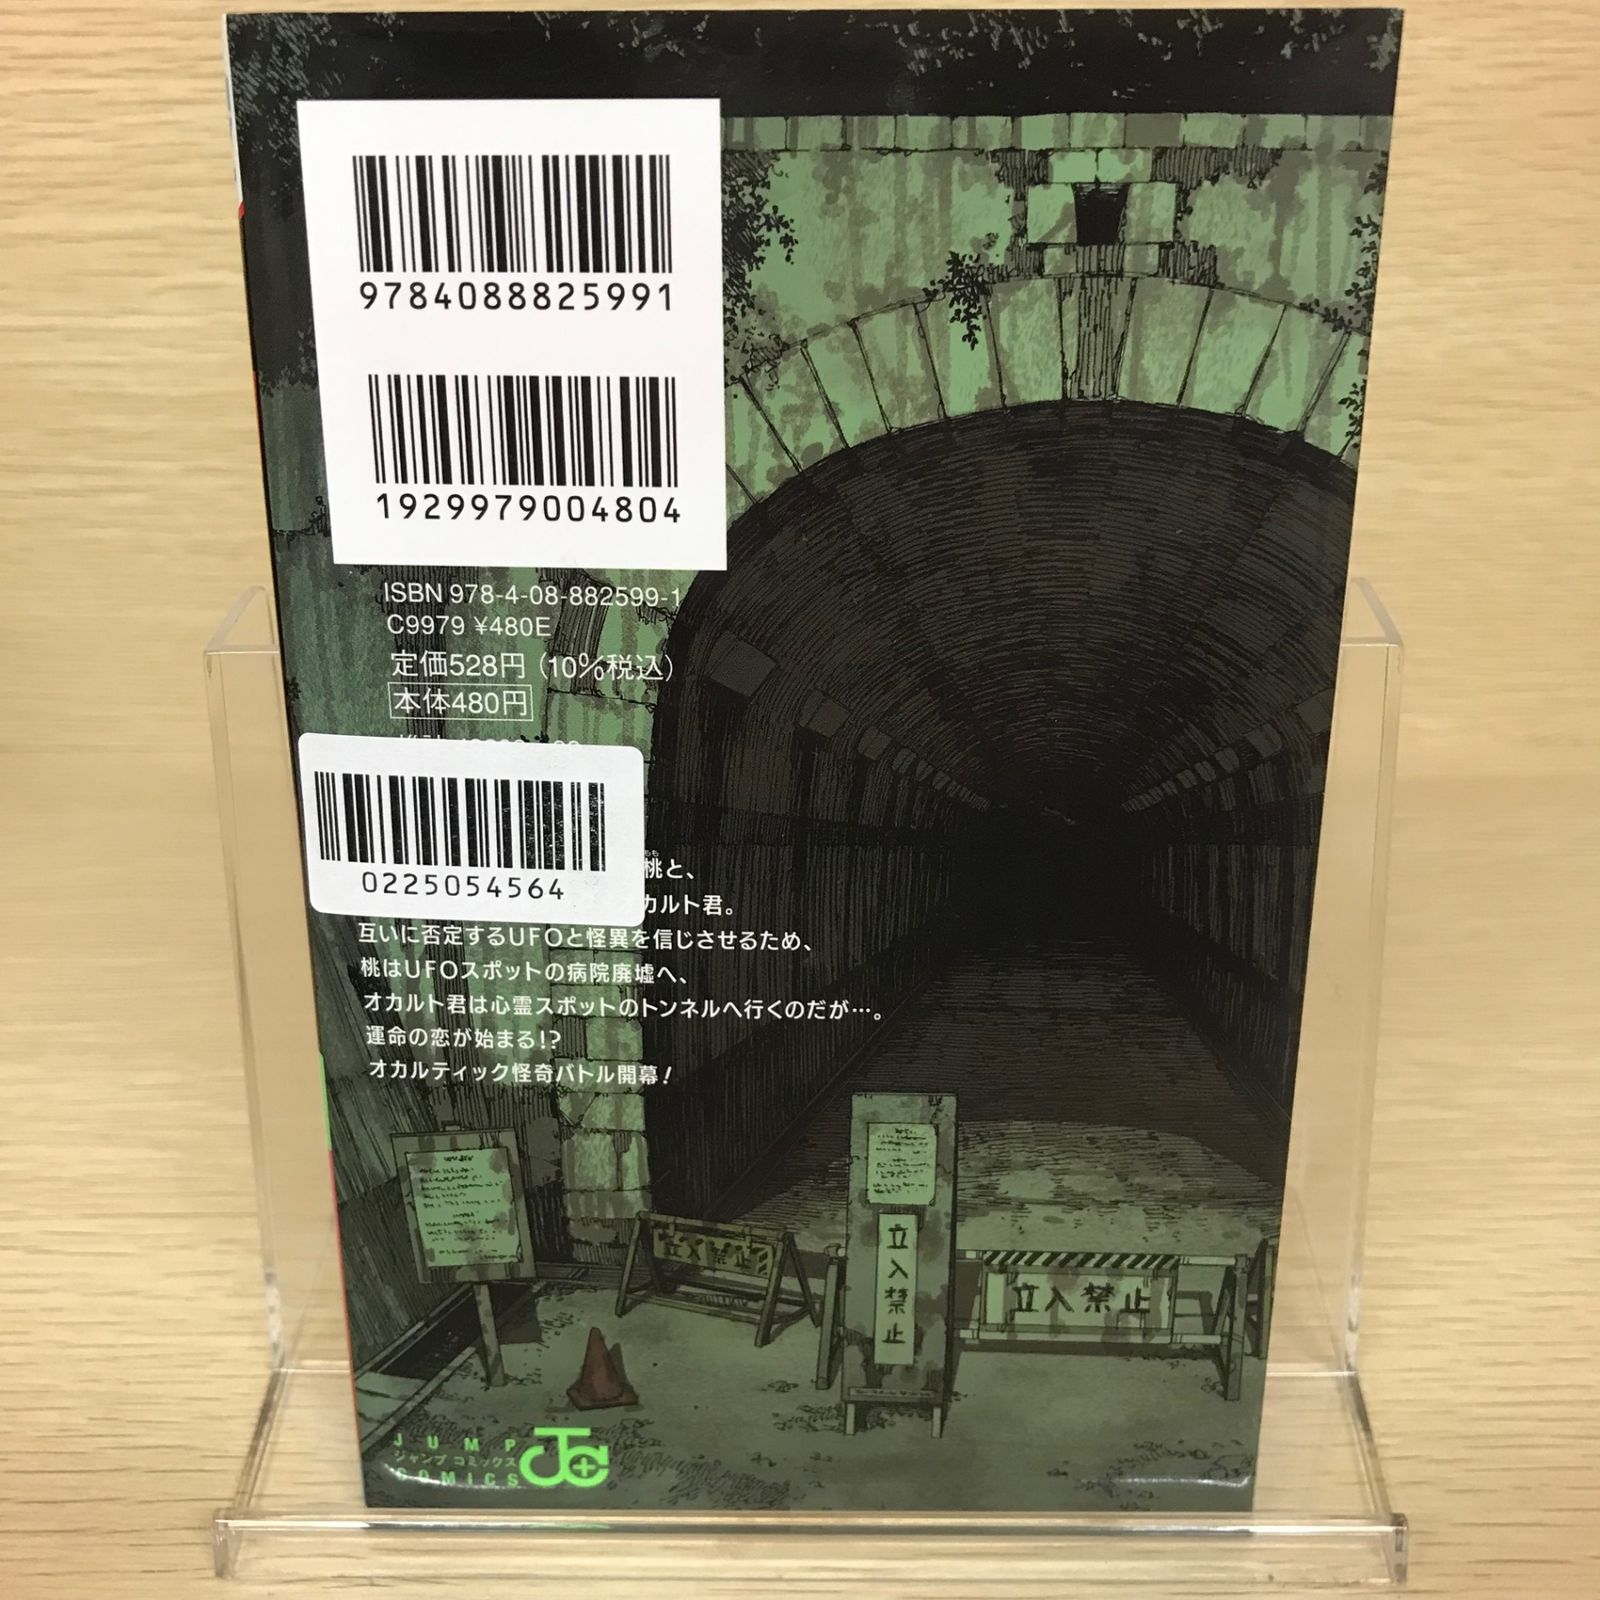 9784088825991
1929979004804
ISBN 978-4-08-882599-1
C9979 ¥480E
定価528円(10%税込)
本体480円
0225054564
桃と、
もも
カルト君。
互いに否定するUFOと怪異を信じさせるため、
桃はUFOスポットの病院廃墟へ、
オカルト君は心霊スポットのトンネルへ行くのだが…。
運命の恋が始まる!?
オカルティック怪奇バトル開幕!
立入禁止
立入禁止
立入禁止
JUMP
ジャンプ コミックス
COMICS